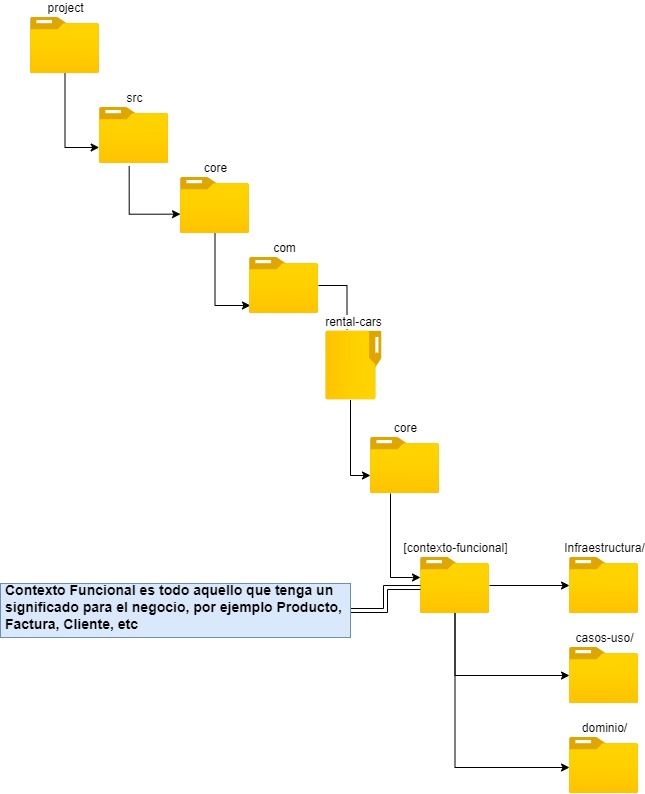 project
src
core
com
rental-cars
core
[contexto-funcional]
Infraestructura/
Contexto Funcional es todo aquello que tenga un
significado para el negocio, por ejemplo Producto,
Factura, Cliente, etc
casos-uso/
dominio/